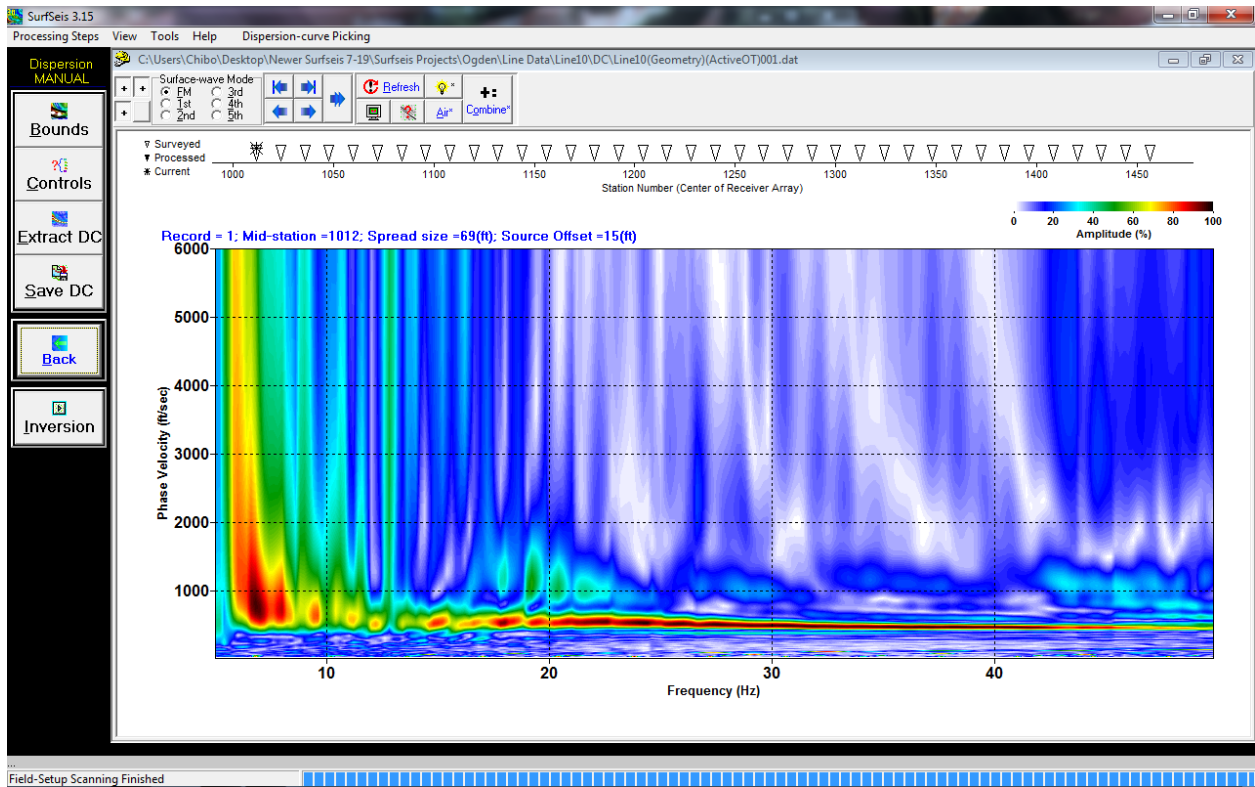 SurfSeis 3.15
Processing Steps View Tools Help Dispersion-curve Picking
Dispersion
MANUAL
Bounds
Controls
Extract DC
Save DC
Back
Inversion
C:\Users\Chibo\Desktop\Newer Surfseis 7-19\Surfseis Projects\Ogden\Line Data\Line10\DC\Line10(Geometry)(ActiveOT)001.dat
Surface-wave Mode
FM 3rd
1st 4th
2nd 5th
Refresh
Air*
Combine*
Surveyed
Processed
Current
1000 1050 1100 1150 1200 1250 1300 1350 1400 1450
Station Number (Center of Receiver Array)
0 20 40 60 80 100
Amplitude (%)
Record = 1; Mid-station =1012; Spread size =69(ft); Source Offset =15(ft)
6000
5000
4000
3000
2000
1000
Phase Velocity (ft/sec)
10 20 30 40
Frequency (Hz)
...
Field-Setup Scanning Finished